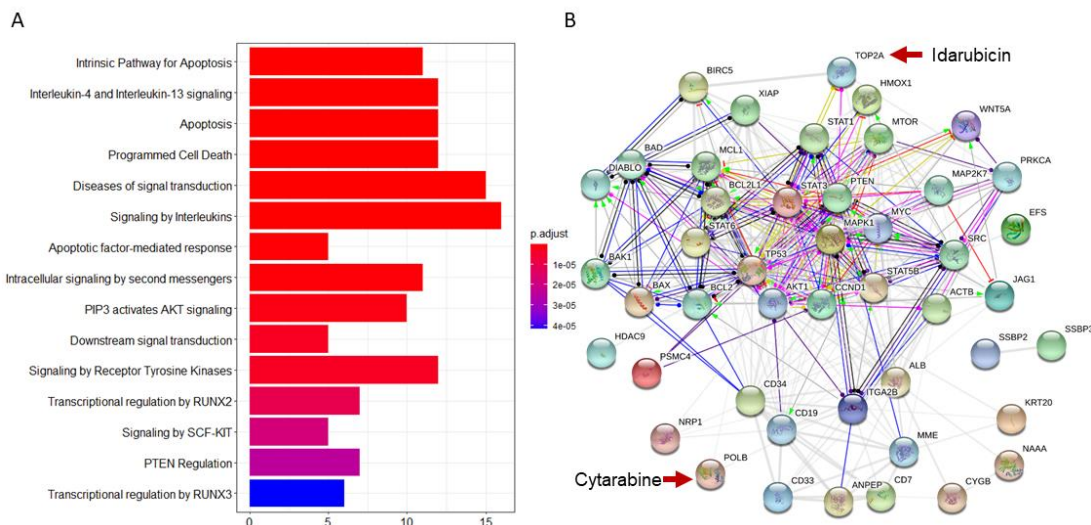 A
Intrinsic Pathway for Apoptosis
Interleukin-4 and Interleukin-13 signaling
Apoptosis
Programmed Cell Death
Diseases of signal transduction
Signaling by Interleukins
Apoptotic factor-mediated response
Intracellular signaling by second messengers
PIP3 activates AKT signaling
Downstream signal transduction
Signaling by Receptor Tyrosine Kinases
Transcriptional regulation by RUNX2
Signaling by SCF-KIT
PTEN Regulation
Transcriptional regulation by RUNX3
0 5 10 15
p.adjust
1e-05
2e-05
3e-05
4e-05
B
TOP2A
Idarubicin
BIRC5
HMOX1
XIAP
WNT5A
STAT1
MTOR
BAD
MCL1
PRKCA
DIABLO
MAP2K7
BCL2L1
STAT3
PTEN
MYC
EFS
STAT6
MAPK1
SRC
TP53
BAK1
STAT5B
BAX
BCL2
AKT1
CCND1
ACTB
JAG1
HDAC9
SSBP2
SSBP3
PSMC4
ALB
CD34
ITGA2B
KRT20
NRP1
CD19
MME
NAAA
POLB
Cytarabine
CD33
ANPEP
CD7
CYGB